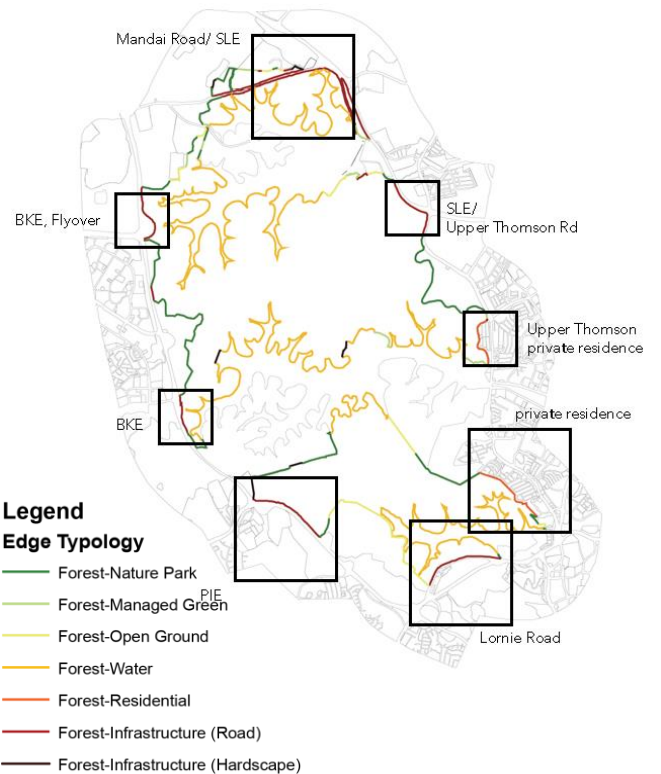 Mandai Road/ SLE
BKE, Flyover
SLE/
Upper Thomson Rd
Upper Thomson
private residence
private residence
BKE
PIE
Lornie Road
Legend
Edge Typology
Forest-Nature Park
Forest-Managed Green
Forest-Open Ground
Forest-Water
Forest-Residential
Forest-Infrastructure (Road)
Forest-Infrastructure (Hardscape)